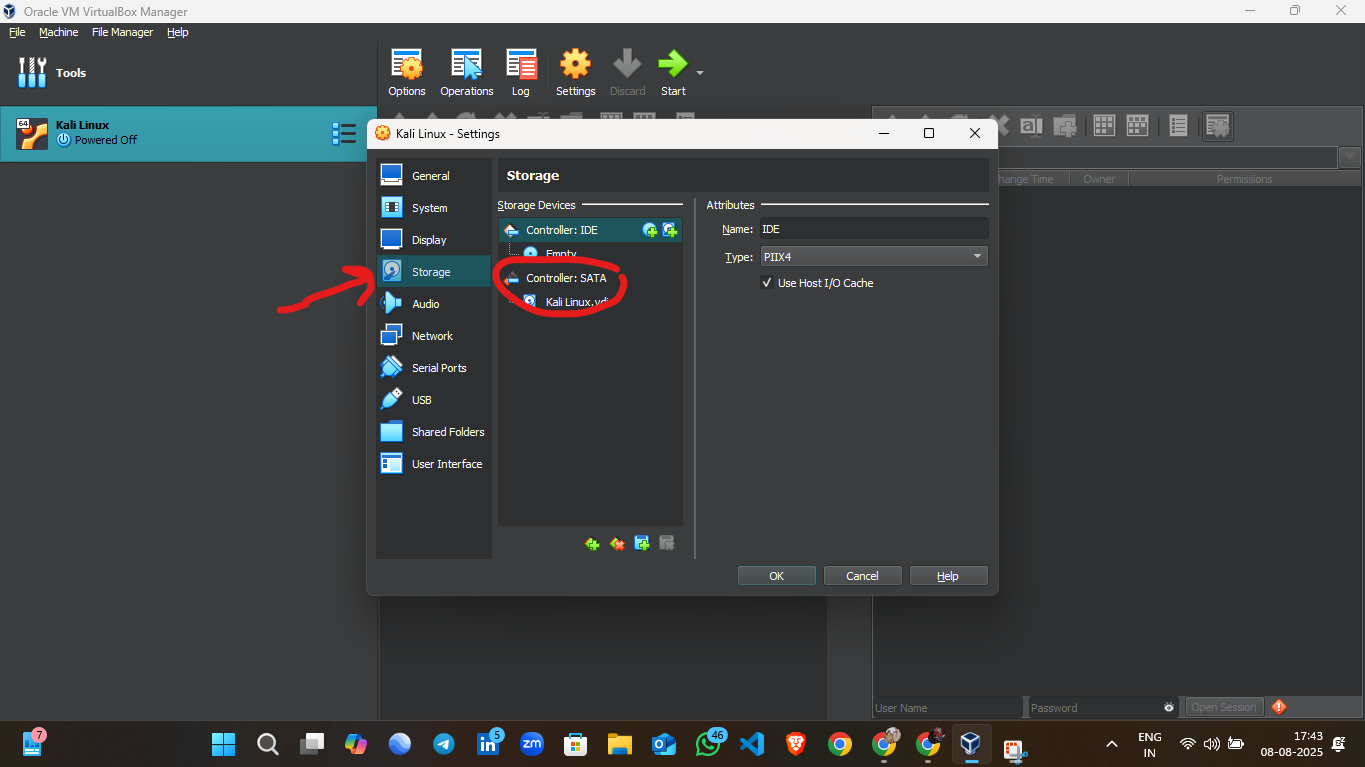 Oracle VM VirtualBox Manager
File Machine File Manager Help
Tools
Options Operations Log Settings Discard Start
64
Kali Linux
Powered Off
Kali Linux - Settings
General
System
Display
Storage
Audio
Network
Serial Ports
USB
Shared Folders
User Interface
Storage
Storage Devices
Controller: IDE
Empty
Controller: SATA
Kali Linux.vdi
Attributes
Name: IDE
Type: PIIX4
Use Host I/O Cache
OK Cancel Help
hange Time Owner Permissions
User Name Password Open Session
7
5
zm
46
ENG
IN
17:43
08-08-2025